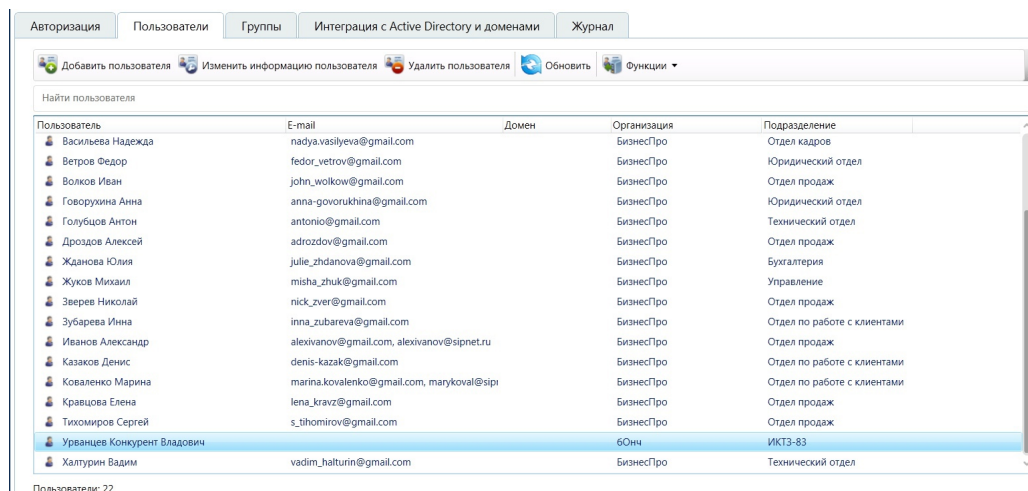 Авторизация Пользователи Группы Интеграция с Active Directory и доменами Журнал
Добавить пользователя Изменить информацию пользователя Удалить пользователя Обновить Функции
Найти пользователя
Пользователь E-mail Домен Организация Подразделение
Васильева Надежда nadya.vasilyeva@gmail.com БизнесПро Отдел кадров
Ветров Федор fedor_vetrov@gmail.com БизнесПро Юридический отдел
Волков Иван john_wolkow@gmail.com БизнесПро Отдел продаж
Говорухина Анна anna-govorukhina@gmail.com БизнесПро Юридический отдел
Голубцов Антон antonio@gmail.com БизнесПро Технический отдел
Дроздов Алексей adrozdov@gmail.com БизнесПро Отдел продаж
Жданова Юлия julie_zhdanova@gmail.com БизнесПро Бухгалтерия
Жуков Михаил misha_zhuk@gmail.com БизнесПро Управление
Зверев Николай nick_zver@gmail.com БизнесПро Отдел продаж
Зубарева Инна inna_zubareva@gmail.com БизнесПро Отдел по работе с клиентами
Иванов Александр alexivanov@gmail.com, alexivanov@sipnet.ru БизнесПро Отдел продаж
Казаков Денис denis-kazak@gmail.com БизнесПро Отдел по работе с клиентами
Коваленко Марина marina.kovalenko@gmail.com, marykoval@sipı БизнесПро Отдел по работе с клиентами
Кравцова Елена lena_kravz@gmail.com БизнесПро Отдел продаж
Тихомиров Сергей s_tihomirov@gmail.com БизнесПро Отдел продаж
Урванцев Конкурент Владович 6Онч ИКТЗ-83
Халтурин Вадим vadim_halturin@gmail.com БизнесПро Технический отдел
Пользователи: 22